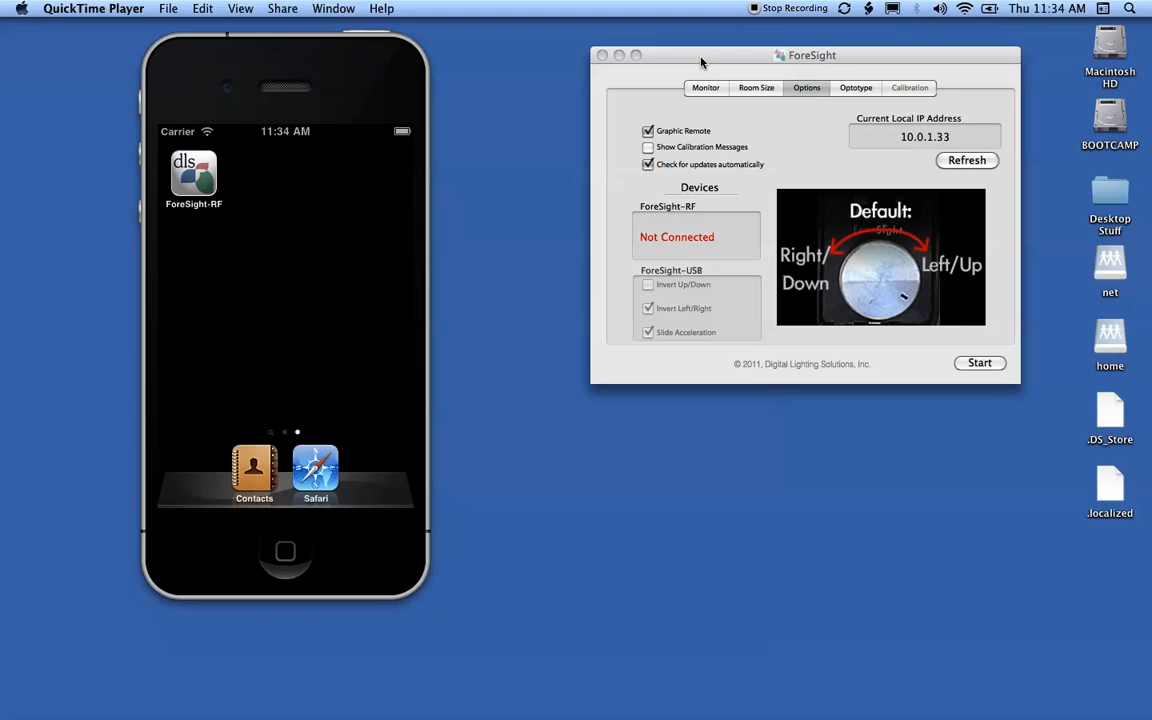 QuickTime Player File Edit View Share Window Help Stop Recording Thu 11:34 AM
Carrier 11:34 AM
dls
ForeSight-RF
Contacts Safari
ForeSight
Monitor Room Size Options Optotype Calibration
Graphic Remote
Show Calibration Messages
Check for updates automatically
Current Local IP Address
10.0.1.33
Refresh
Devices
ForeSight-RF
Not Connected
ForeSight-USB
Invert Up/Down
Invert Left/Right
Slide Acceleration
Default:
Right/
Down
Left/Up
© 2011, Digital Lighting Solutions, Inc.
Start
Macintosh
HD
BOOTCAMP
Desktop
Stuff
net
home
.DS_Store
.localized